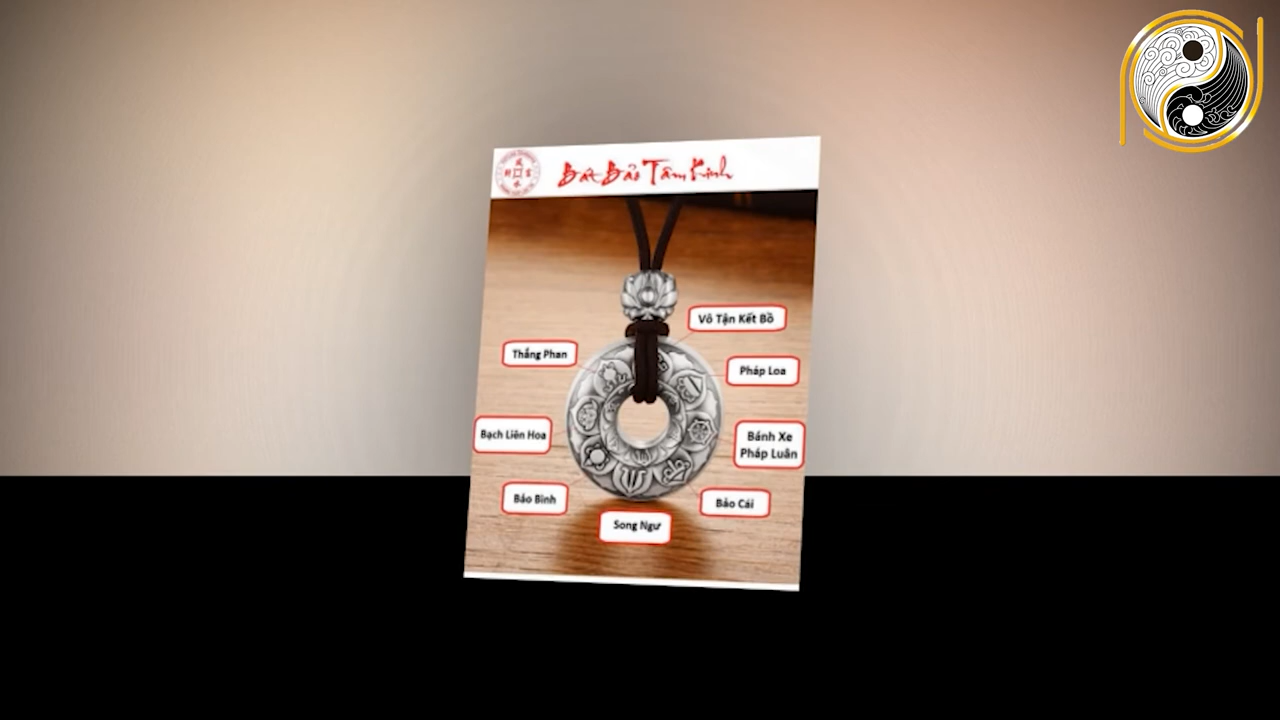 Bát Bảo Tâm Kinh
Vô Tận Kết Bồ
Thắng Phan
Pháp Loa
Bạch Liên Hoa
Bánh Xe
Pháp Luân
Bảo Bình
Bảo Cái
Song Ngư